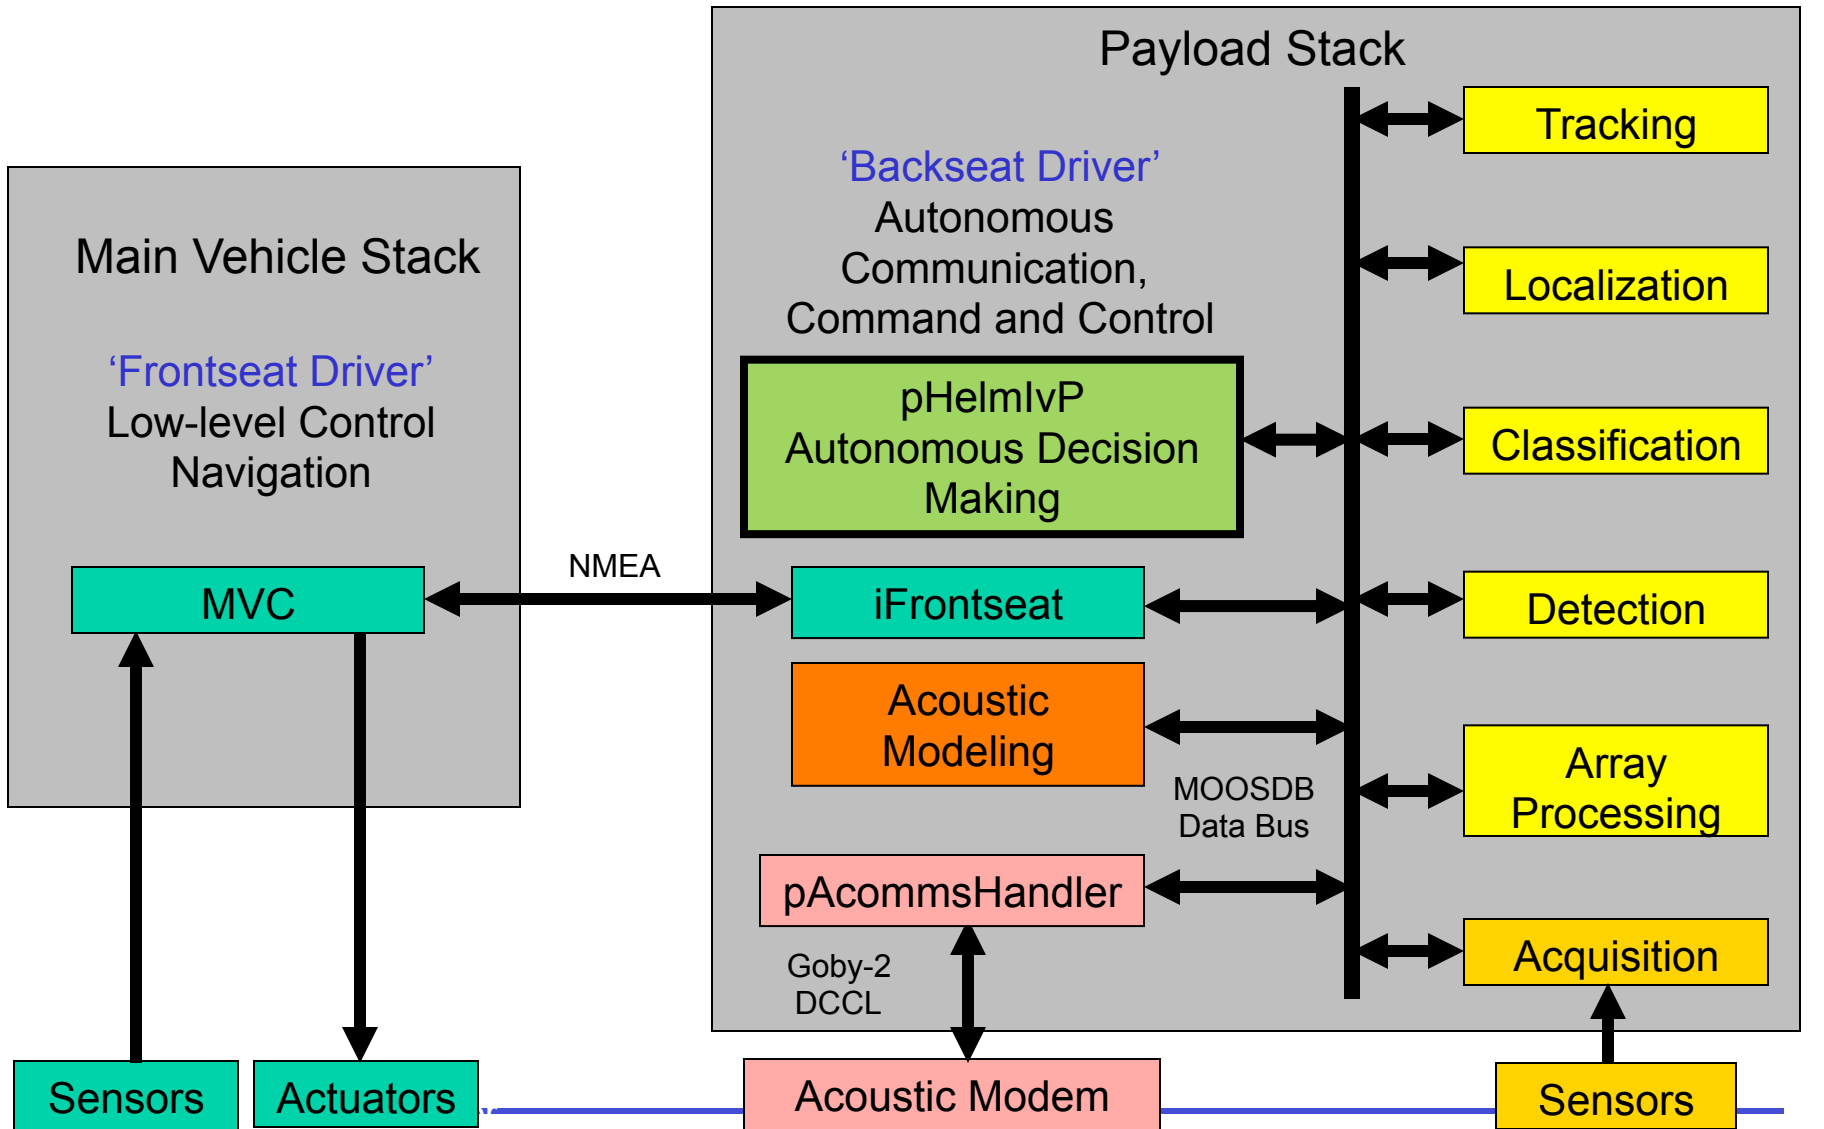 Payload Stack
Main Vehicle Stack
‘Frontseat Driver’
Low-level Control
Navigation
MVC
NMEA
Sensors
Actuators
‘Backseat Driver’
Autonomous
Communication,
Command and Control
pHelmIvP
Autonomous Decision
Making
iFrontseat
Acoustic
Modeling
MOOSDB
Data Bus
pAcommsHandler
Goby-2
DCCL
Acoustic Modem
Tracking
Localization
Classification
Detection
Array
Processing
Acquisition
Sensors